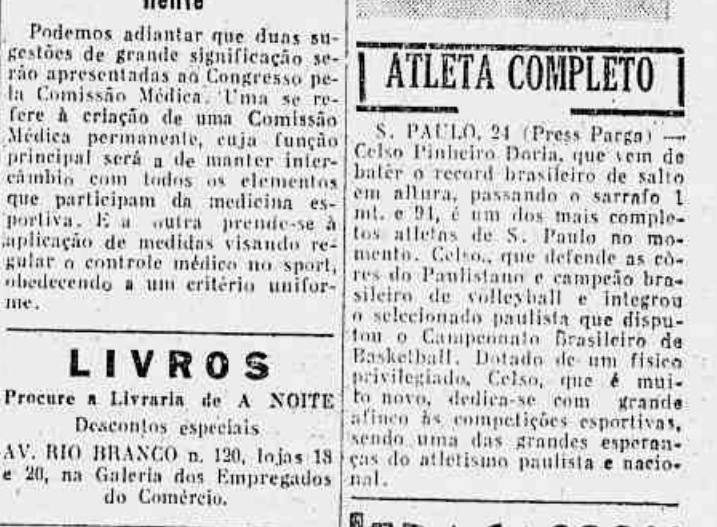 nente
Podemos adiantar que duas su-
gestões de grande significação se-
rão apresentadas ao Congresso pe-
la Comissão Médica. Uma se re-
fere à criação de uma Comissão
Médica permanente, cuja função
principal será a de manter inter-
câmbio com todos os elementos
que participam da medicina es-
portiva. E a outra prende-se à
aplicação de medidas visando re-
gular o controle médico no sport,
obedecendo a um critério unifor-
me.
LIVROS
Procure a Livraria de A NOITE
Descontos especiais
AV. RIO BRANCO n. 120, lojas 18
e 20, na Galeria dos Empregados
do Comércio.
ATLETA COMPLETO
S. PAULO, 24 (Press Parga) —
Celso Pinheiro Doria, que vem de
batêr o record brasileiro de salto
em altura, passando o sarrafo 1
mt. e 91, é um dos mais comple-
tos atletas de S. Paulo no mo-
mento. Celso, que defende as cô-
res do Paulistano e campeão bra-
sileiro de volleyball e integrou
o selecionado paulista que dispu-
tou o Campeonato Brasileiro de
Basketball. Dotado de um fisico
privilegiado, Celso, que é mui-
to novo, dedica-se com grande
afinco às competições esportivas,
sendo uma das grandes esperan-
ças do atletismo paulista e nacio-
nal.